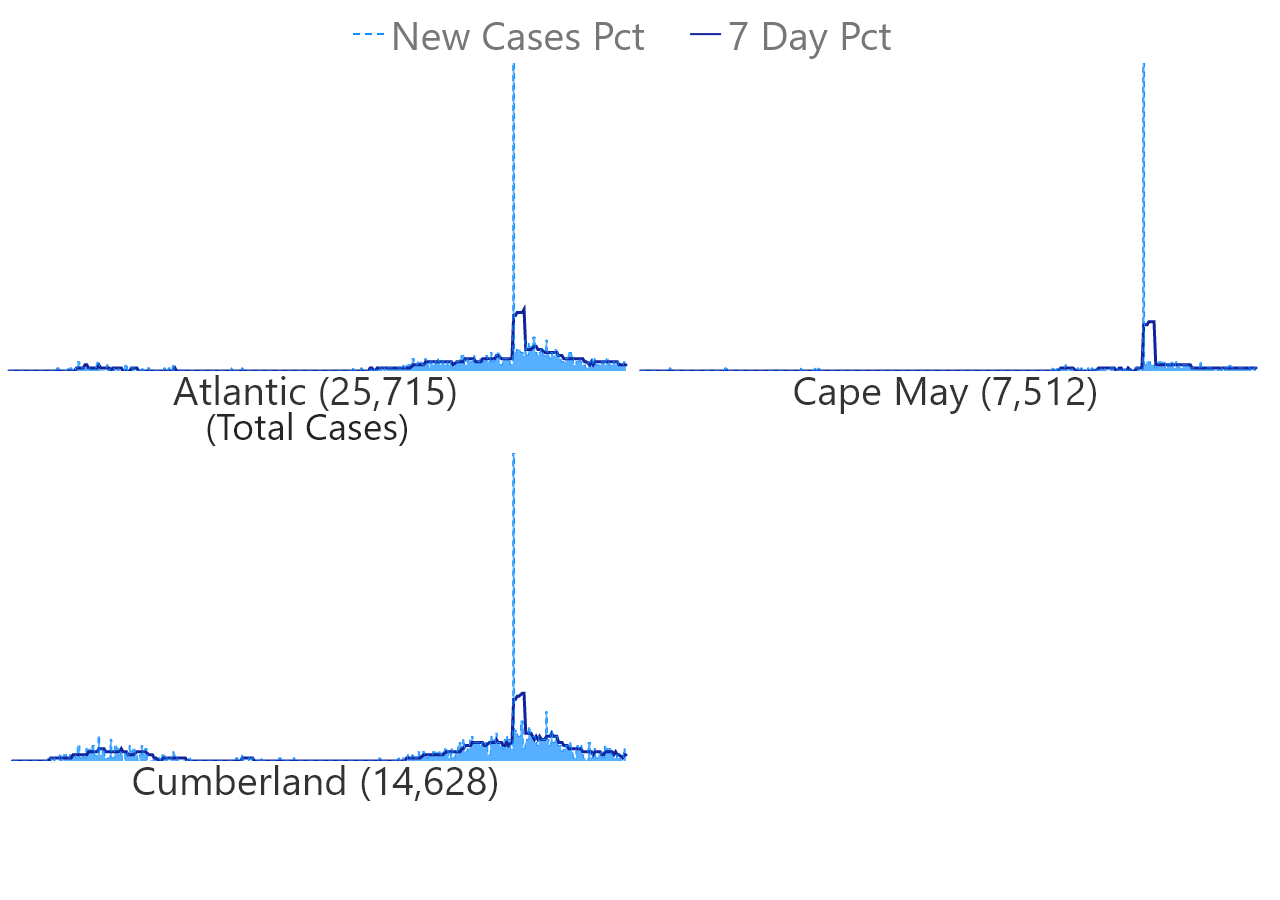 New Cases Pct 7 Day Pct
Atlantic (25,715) Cape May (7,512)
(Total Cases)
Cumberland (14,628)